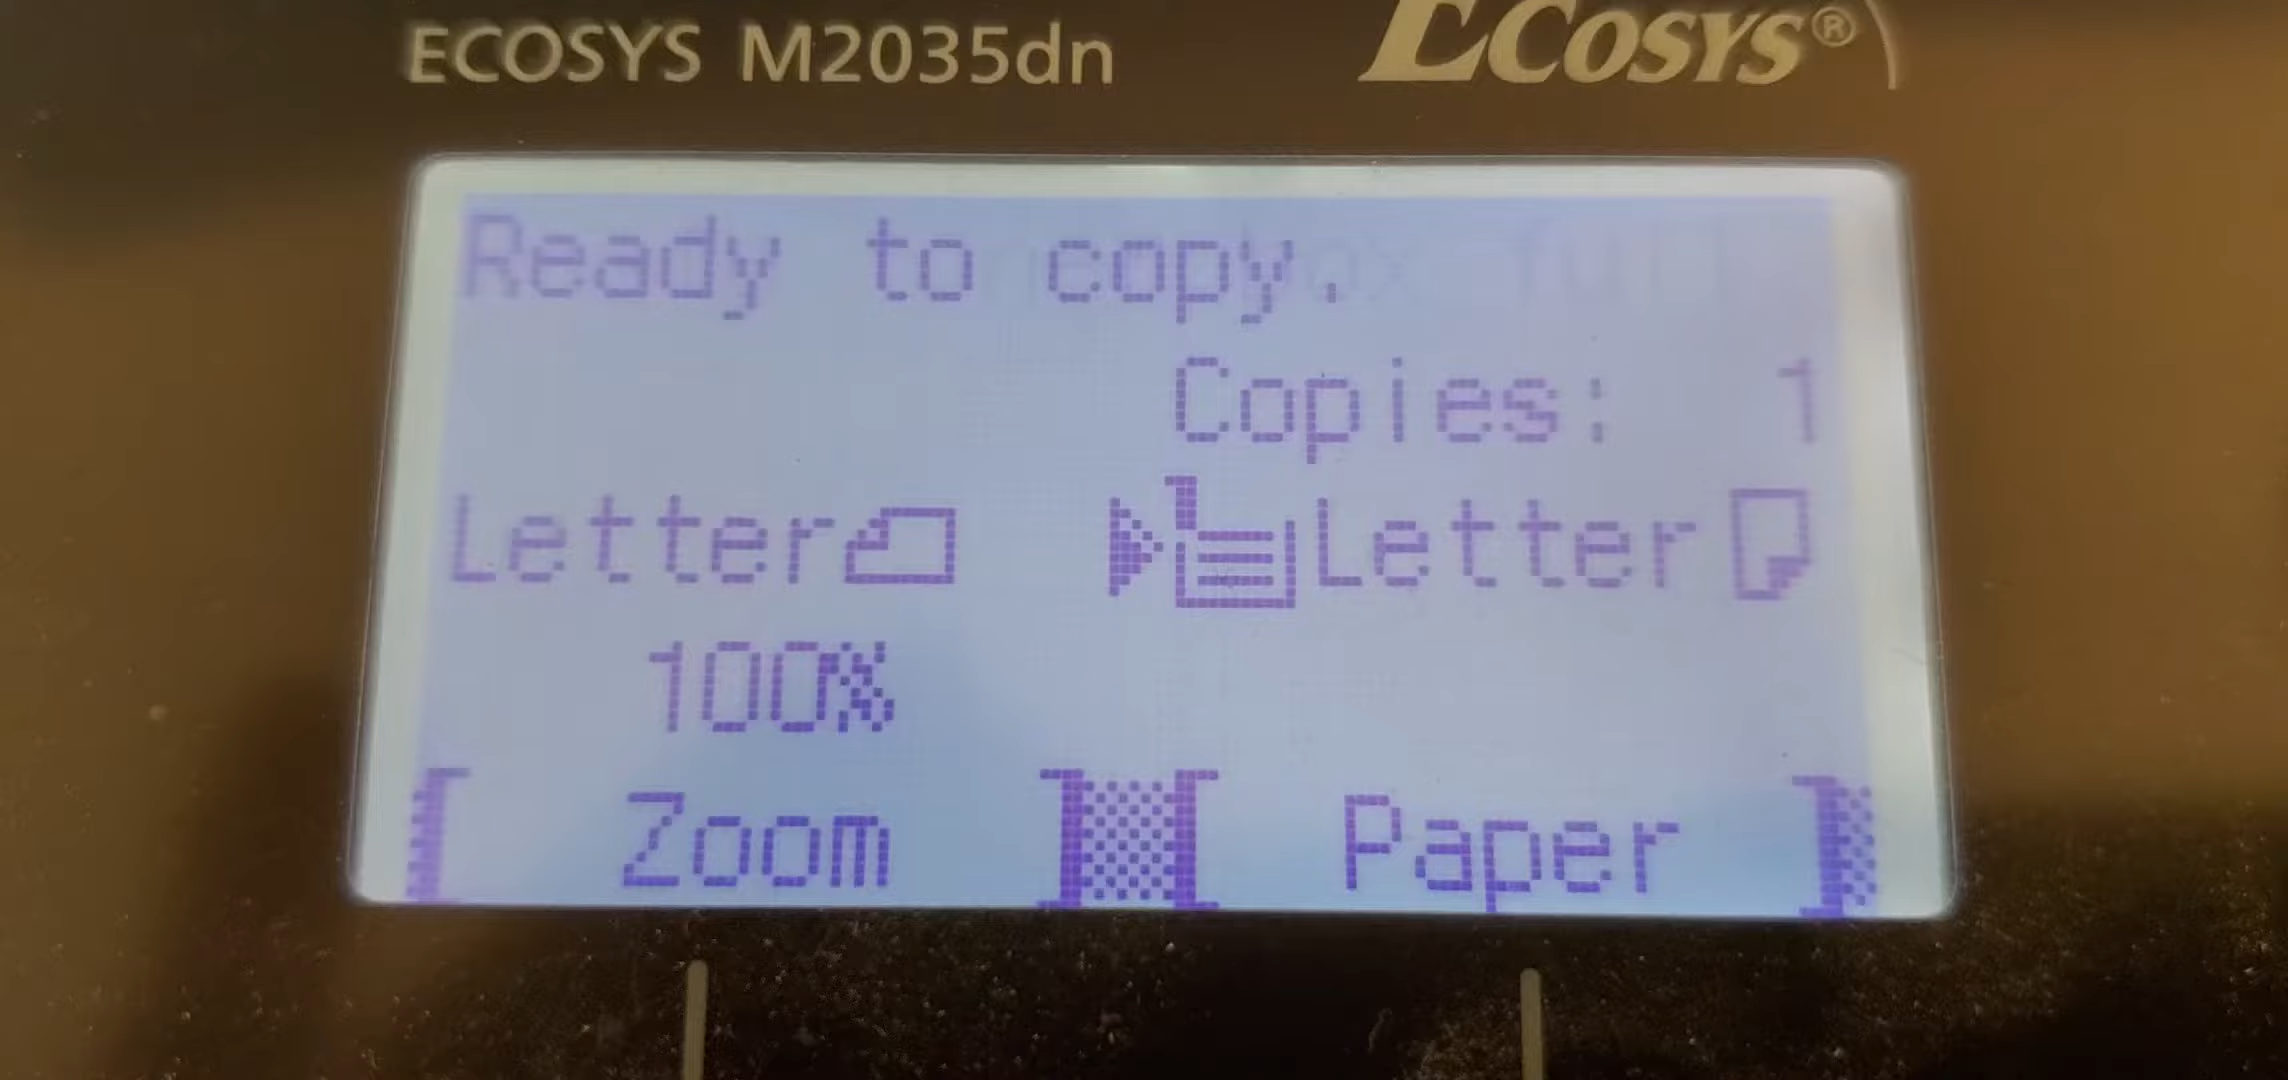 ECOSYS M2035dn
ECOSYS®
Ready to copy.
Copies: 1
Letter Letter
100%
[ Zoom ] [ Paper ]